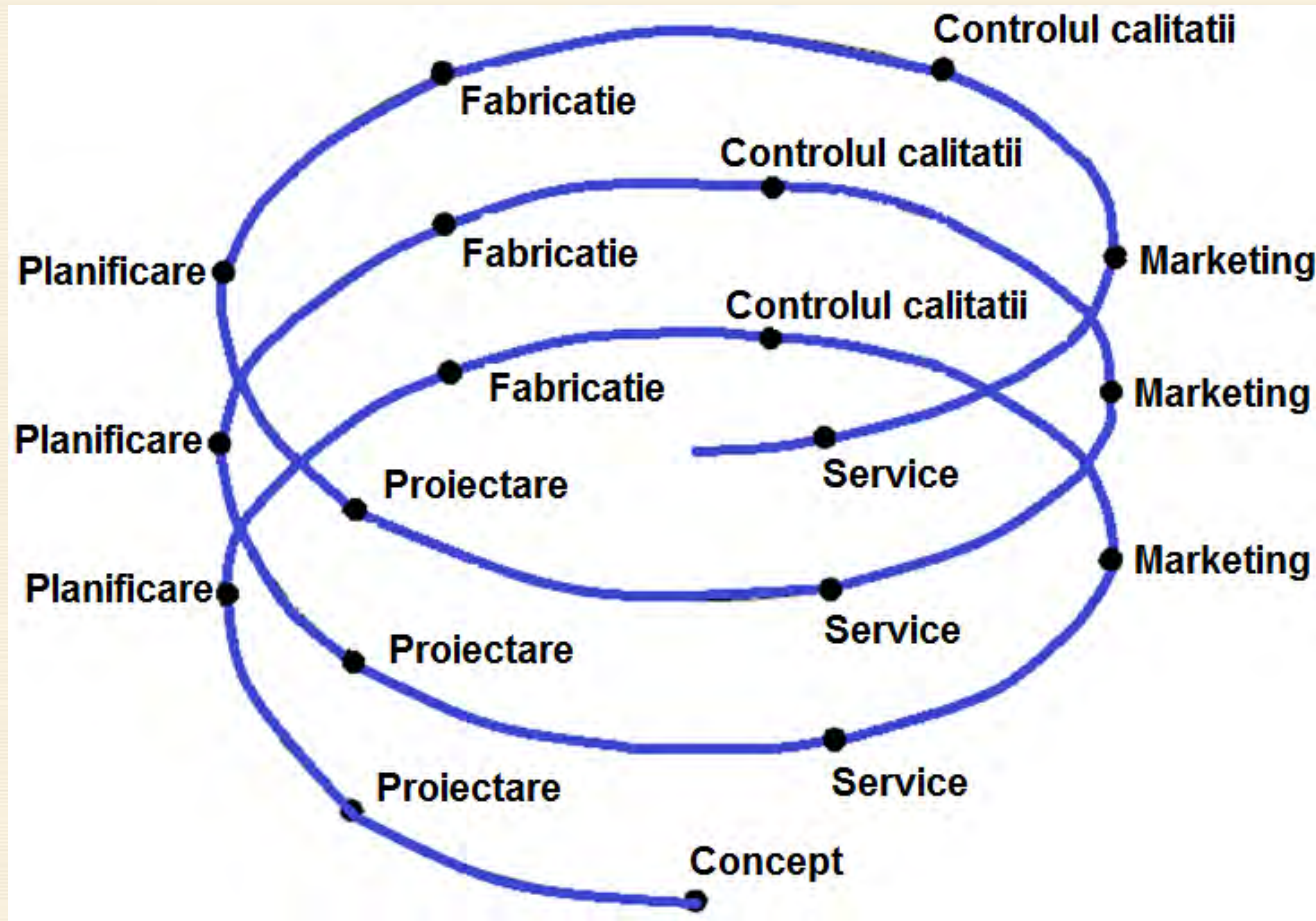 Controlul calitatii
Fabricatie
Controlul calitatii
Fabricatie
Planificare
Marketing
Controlul calitatii
Fabricatie
Marketing
Planificare
Service
Proiectare
Marketing
Planificare
Service
Proiectare
Service
Proiectare
Concept